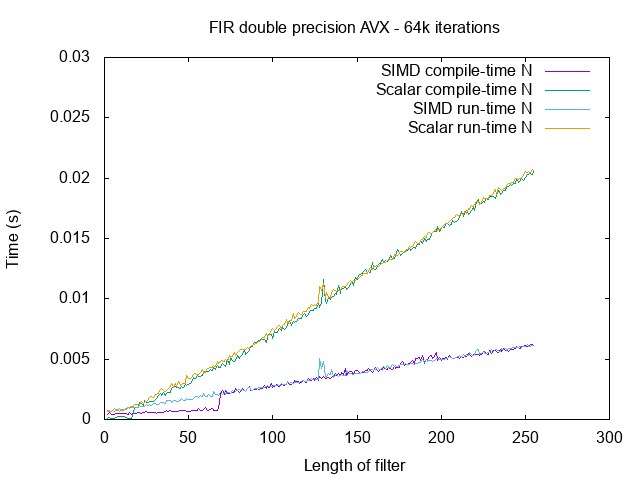 FIR double precision AVX - 64k iterations
SIMD compile-time N
Scalar compile-time N
SIMD run-time N
Scalar run-time N
0.03
0.025
0.02
0.015
0.01
0.005
0
Time (s)
0 50 100 150 200 250 300
Length of filter